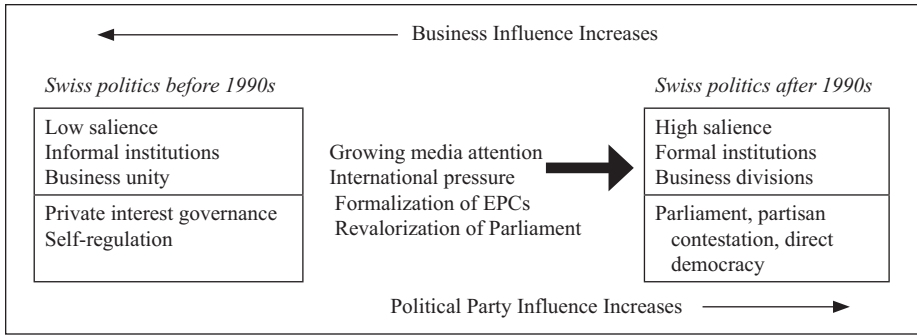 Business Influence Increases
Swiss politics before 1990s
Low salience
Informal institutions
Business unity
Private interest governance
Self-regulation
Growing media attention
International pressure
Formalization of EPCs
Revalorization of Parliament
Swiss politics after 1990s
High salience
Formal institutions
Business divisions
Parliament, partisan
contestation, direct
democracy
Political Party Influence Increases